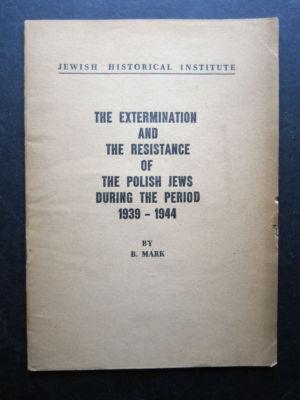 JEWISH HISTORICAL INSTITUTE
THE EXTERMINATION
AND
THE RESISTANCE
OF
THE POLISH JEWS
DURING THE PERIOD
1939 - 1944
BY
B. MARK